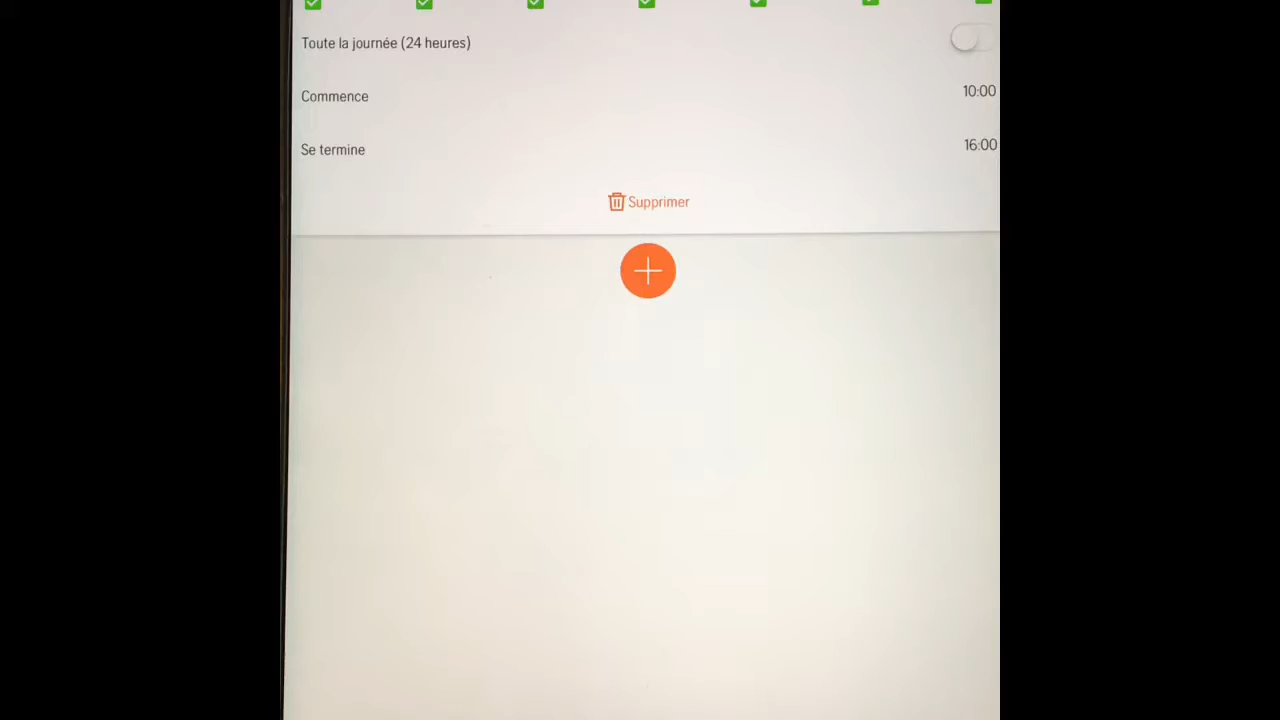 Toute la journée (24 heures)
Commence 10:00
Se termine 16:00
Supprimer